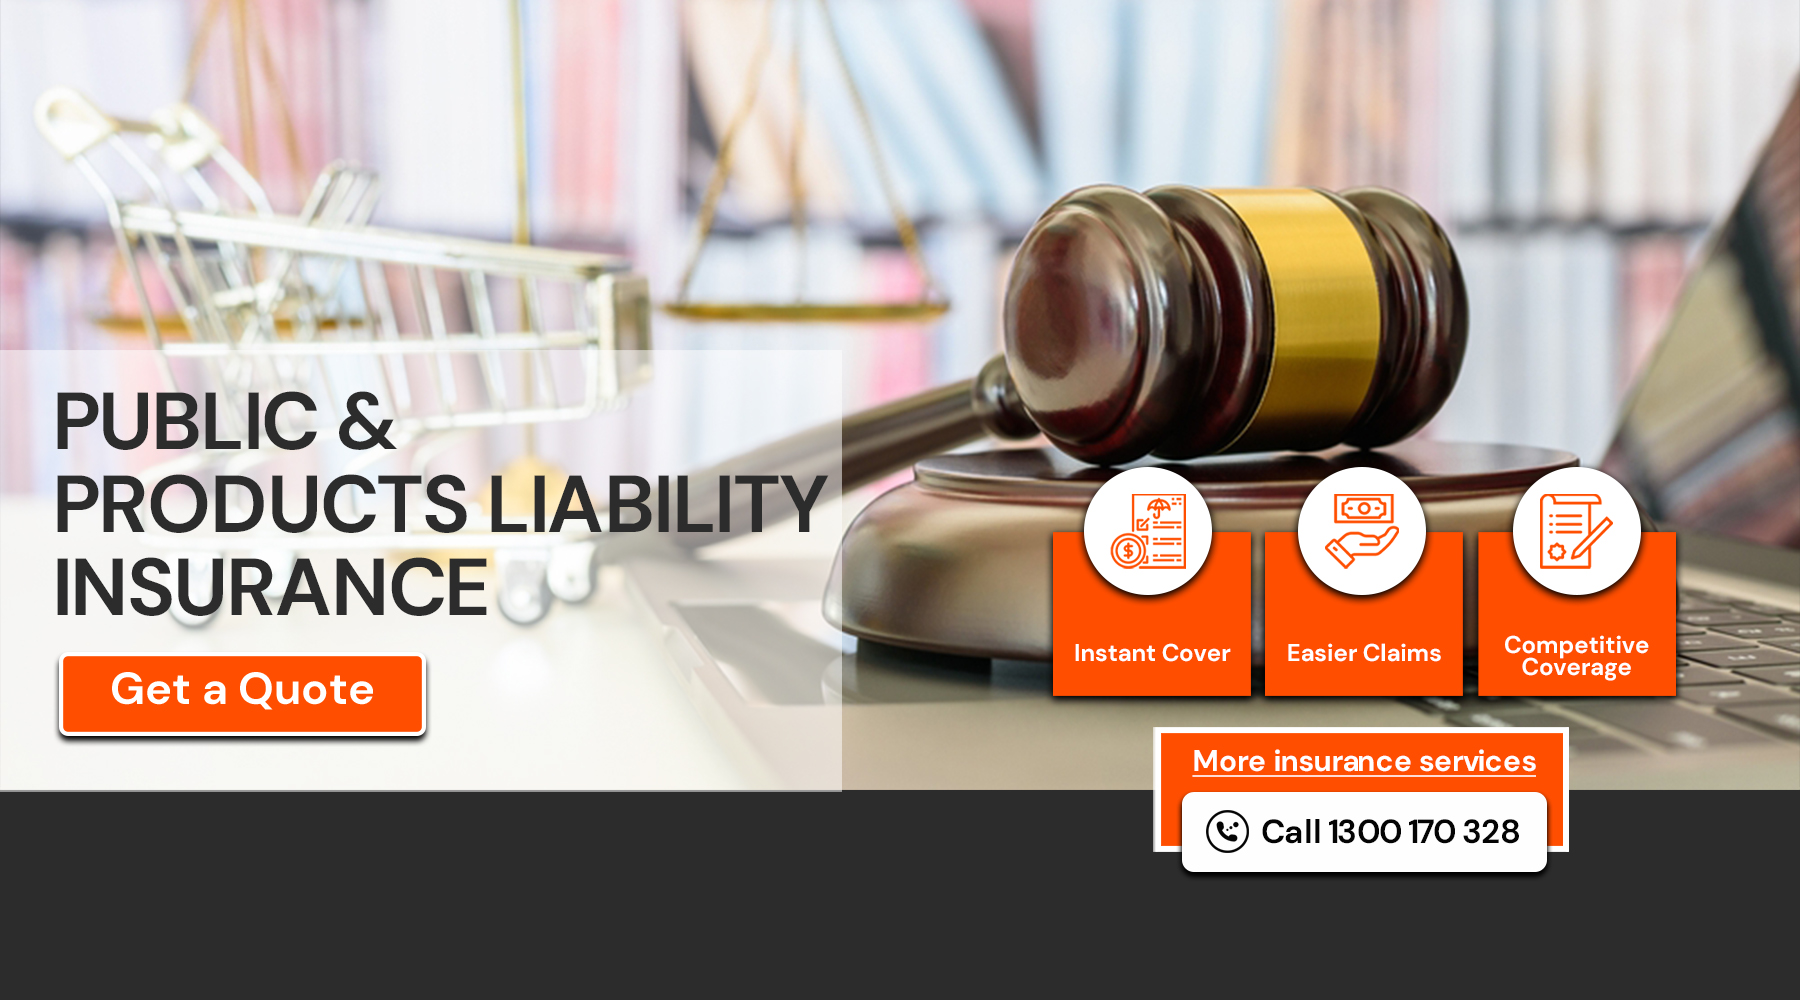 PUBLIC &
PRODUCTS LIABILITY
INSURANCE
Get a Quote
Instant Cover
Easier Claims
Competitive
Coverage
More insurance services
Call 1300 170 328